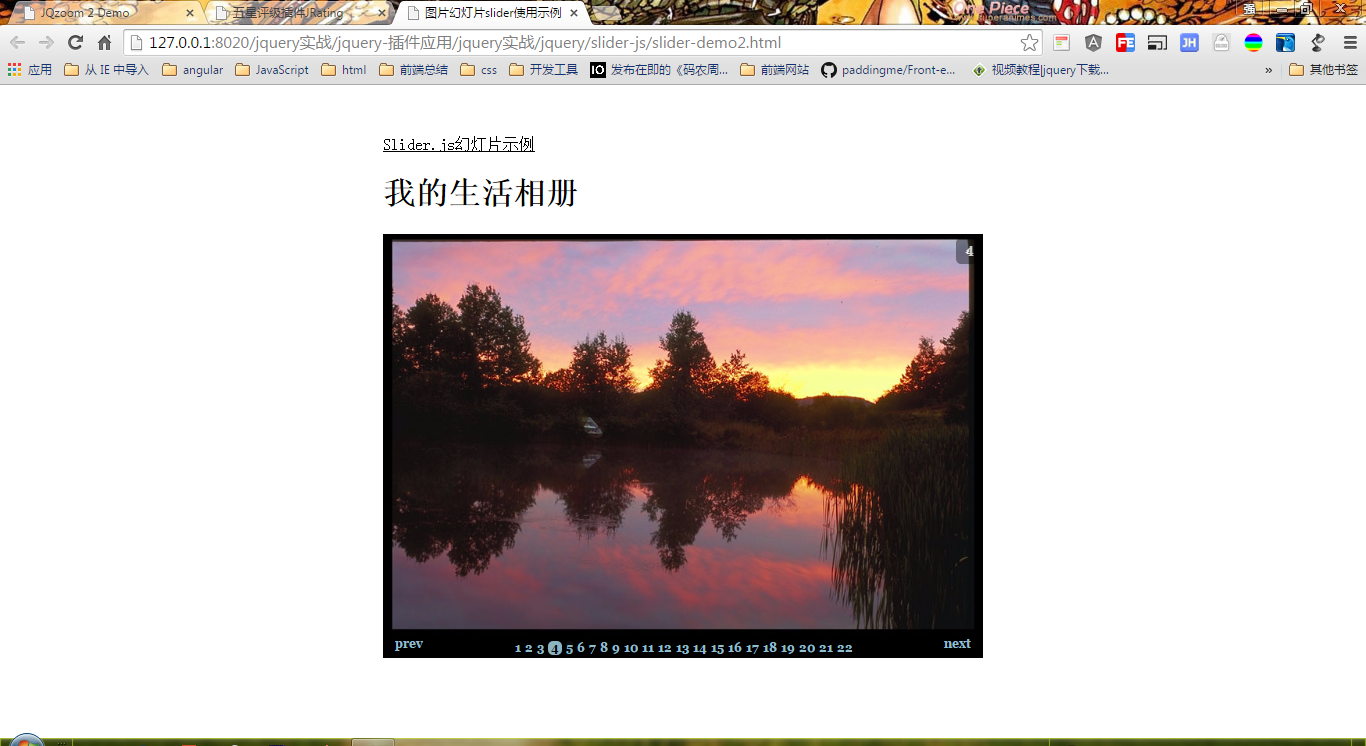 JQzoom 2 Demo
五星评级插件JRating
图片幻灯片slider使用示例
One Piece
强
127.0.0.1:8020/jquery实战/jquery-插件应用/jquery实战/jquery/slider-js/slider-demo2.html
FE
JH
应用
从 IE 中导入
angular
JavaScript
html
前端总结
css
开发工具
IO
发布在即的《码农周...
前端网站
paddingme/Front-e...
视频教程|jquery下载...
»
其他书签
Slider.js幻灯片示例
我的生活相册
4
prev
1 2 3 4 5 6 7 8 9 10 11 12 13 14 15 16 17 18 19 20 21 22
next